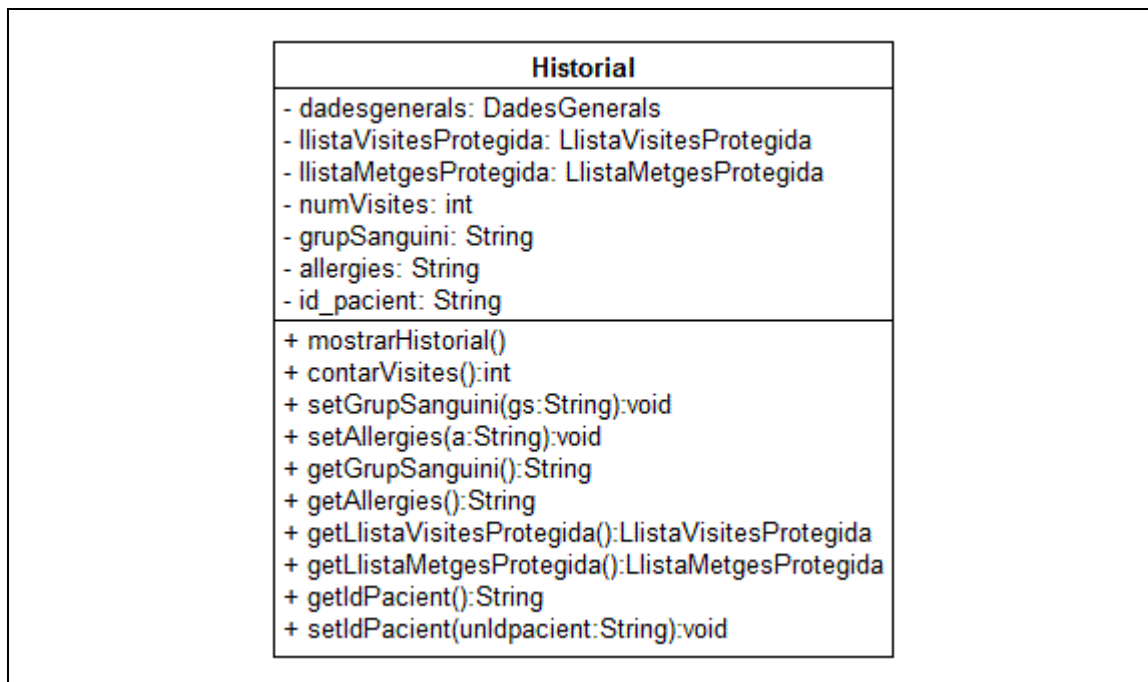 Historial
- dadesgenerals: DadesGenerals
- llistaVisitesProtegida: LlistaVisitesProtegida
- llistaMetgesProtegida: LlistaMetgesProtegida
- numVisites: int
- grupSanguini: String
- allergies: String
- id_pacient: String
+ mostrarHistorial()
+ contarVisites():int
+ setGrupSanguini(gs:String):void
+ setAllergies(a:String):void
+ getGrupSanguini():String
+ getAllergies():String
+ getLlistaVisitesProtegida():LlistaVisitesProtegida
+ getLlistaMetgesProtegida():LlistaMetgesProtegida
+ getIdPacient():String
+ setIdPacient(unIdpacient:String):void